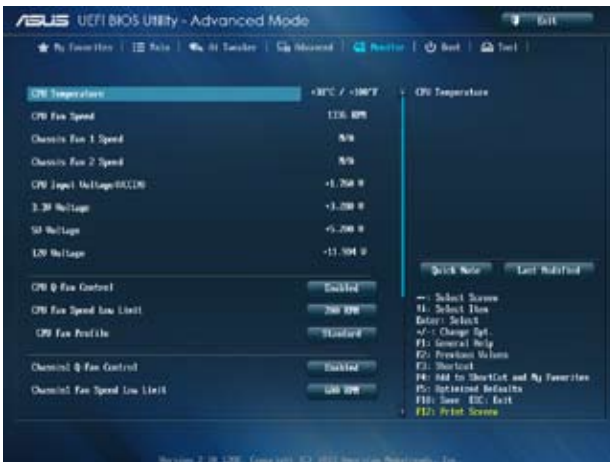 ASUS UEFI BIOS Utility - Advanced Mode
Exit
My Favorites Main Ai Tweaker Advanced Monitor Boot Tool
CPU Temperature
CPU Temperature
CPU Fan Speed
Chassis Fan 1 Speed N/A
Chassis Fan 2 Speed N/A
CPU Input Voltage(VCCIN)
3.3V Voltage
5V Voltage
12V Voltage
Quick Note Last Modified
CPU Q-Fan Control Enabled
CPU Fan Speed Low Limit 200 RPM
CPU Fan Profile Standard
Chassis1 Q-Fan Control Enabled
Chassis1 Fan Speed Low Limit 600 RPM
Select Screen
Select Item
Enter: Select
+/-: Change Opt.
F1: General Help
F2: Previous Values
F3: Shortcut
F4: Add to ShortCut and My Favorites
F5: Optimized Defaults
F10: Save ESC: Exit
F12: Print Screen